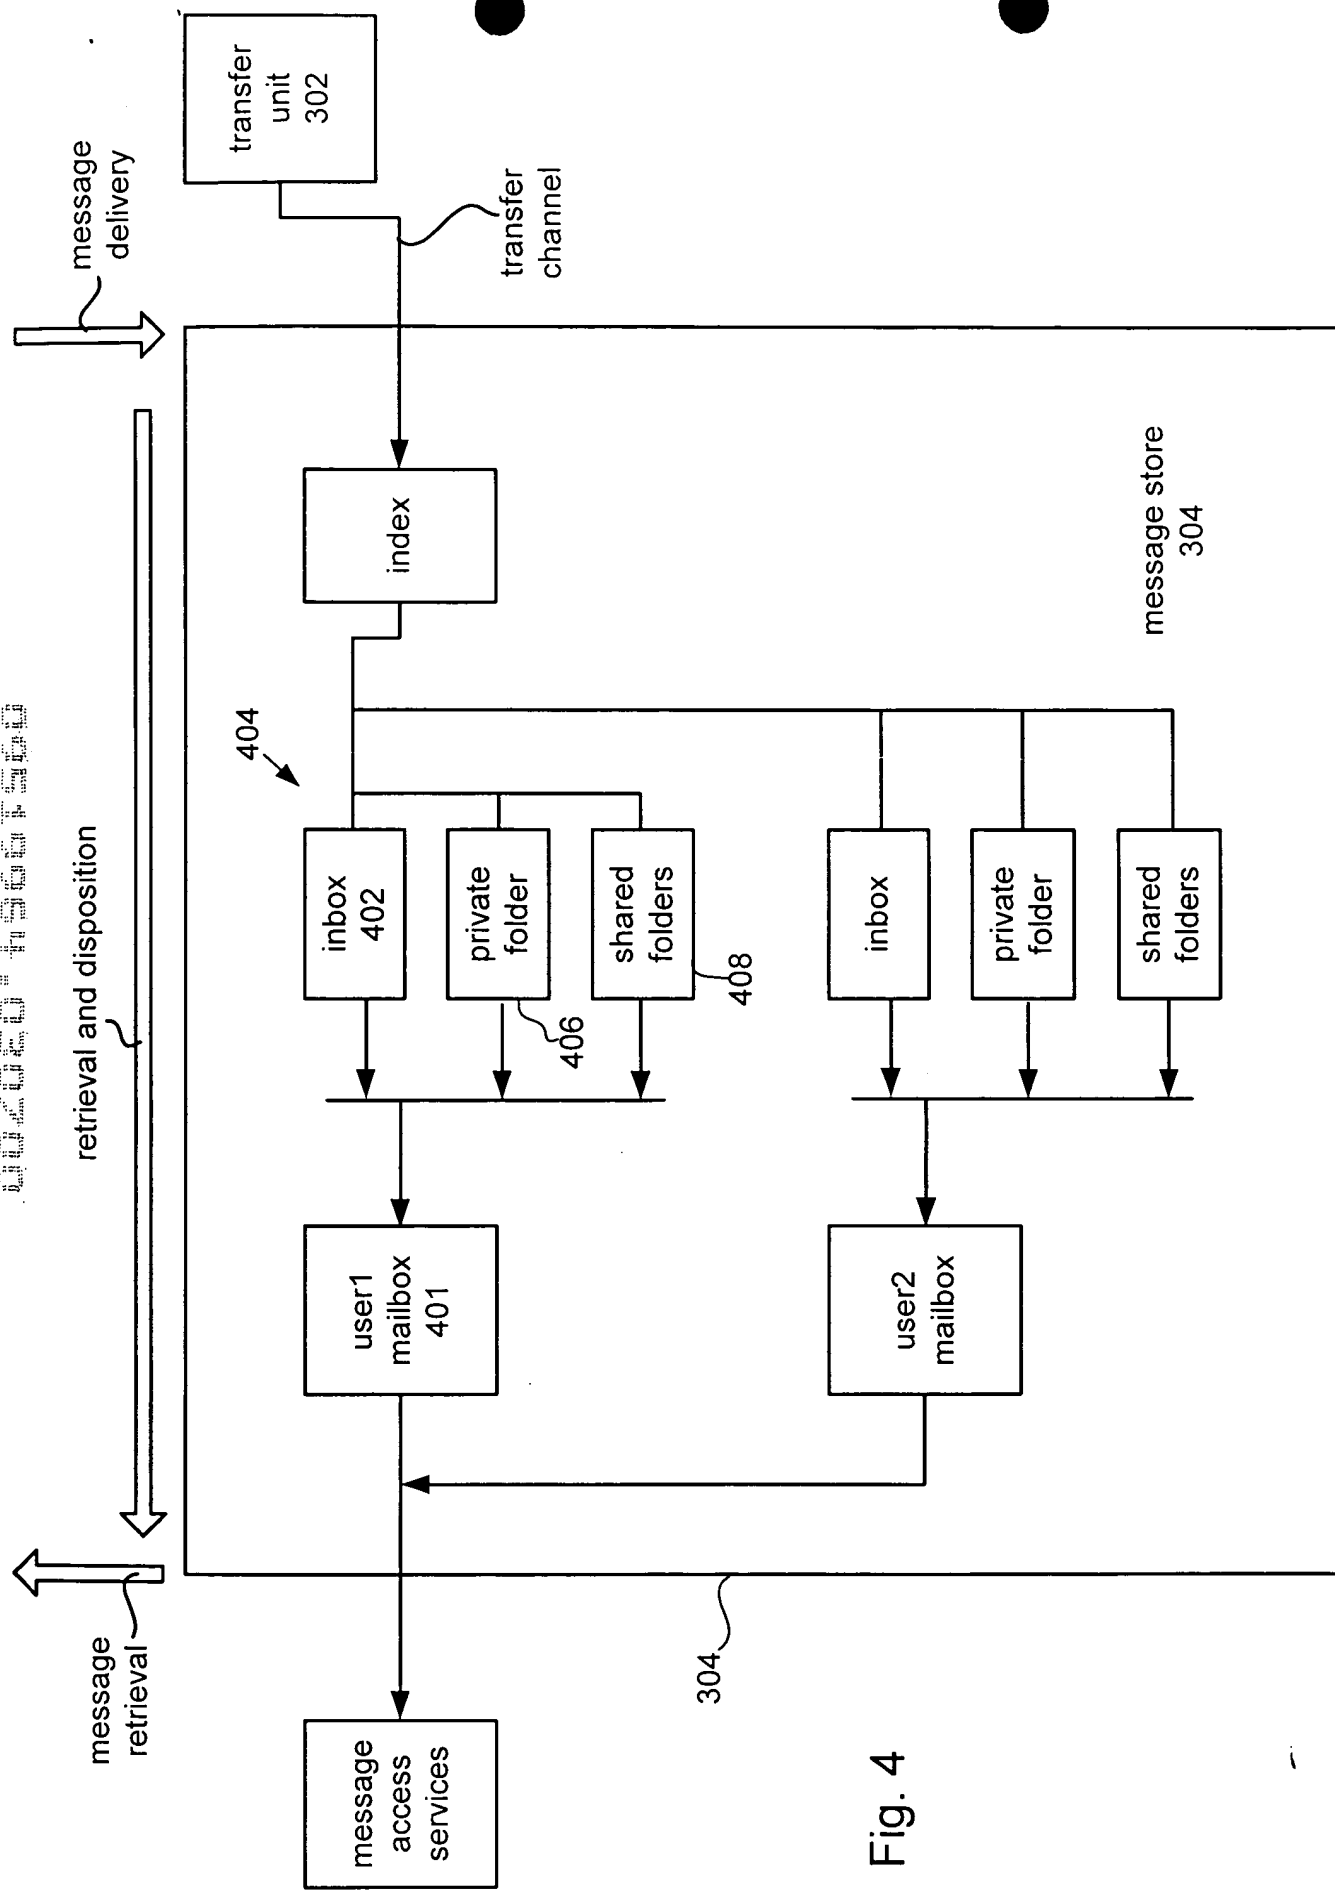 message
retrieval
retrieval and disposition
message
delivery
message
access
services
user1
mailbox
401
inbox
402
404
private
folder
406
shared
folders
408
index
transfer
unit
302
transfer
channel
user2
mailbox
inbox
private
folder
shared
folders
message store
304
304
Fig. 4